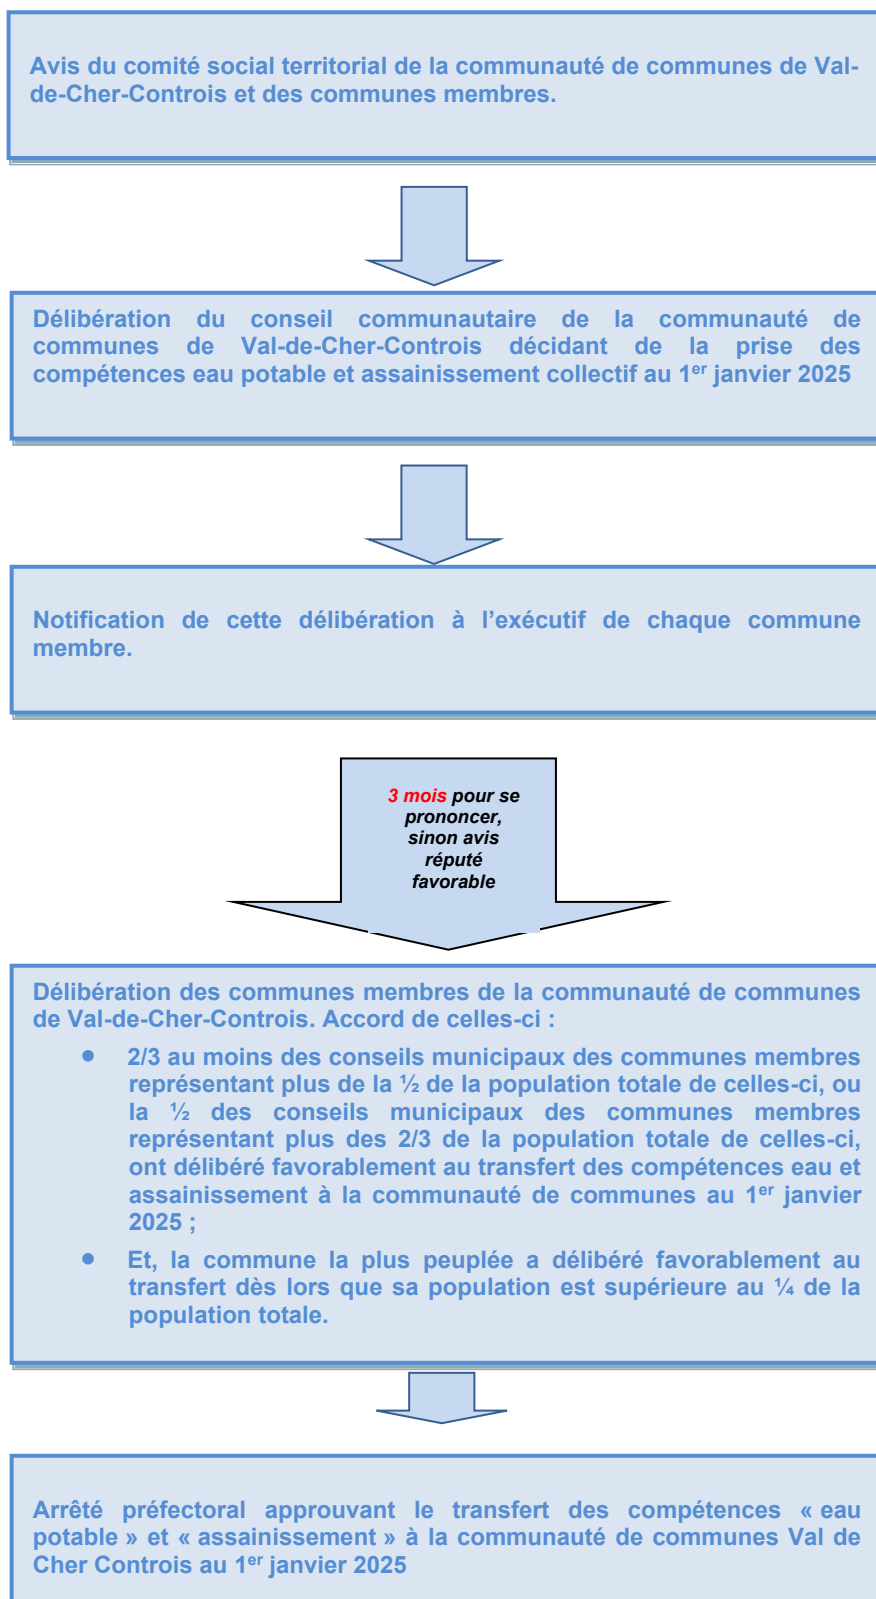 Avis du comité social territorial de la communauté de communes de Val-
de-Cher-Controis et des communes membres.
Délibération du conseil communautaire de la communauté de
communes de Val-de-Cher-Controis décidant de la prise des
compétences eau potable et assainissement collectif au 1er janvier 2025
Notification de cette délibération à l’exécutif de chaque commune
membre.
3 mois pour se
prononcer,
sinon avis
réputé
favorable
Délibération des communes membres de la communauté de communes
de Val-de-Cher-Controis. Accord de celles-ci :
• 2/3 au moins des conseils municipaux des communes membres
représentant plus de la ½ de la population totale de celles-ci, ou
la ½ des conseils municipaux des communes membres
représentant plus des 2/3 de la population totale de celles-ci,
ont délibéré favorablement au transfert des compétences eau et
assainissement à la communauté de communes au 1er janvier
2025 ;
• Et, la commune la plus peuplée a délibéré favorablement au
transfert dès lors que sa population est supérieure au ¼ de la
population totale.
Arrêté préfectoral approuvant le transfert des compétences « eau
potable » et « assainissement » à la communauté de communes Val de
Cher Controis au 1er janvier 2025